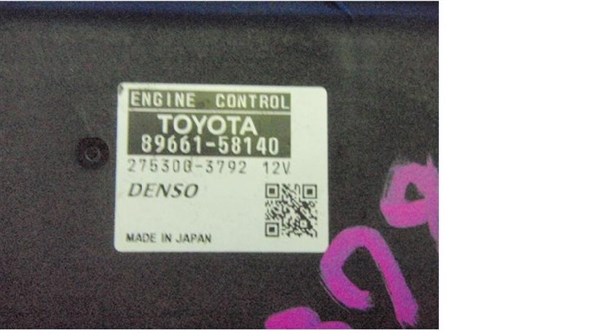 ENGINE CONTROL
TOYOTA
89661-58140
275300-3792 12V
DENSO
MADE IN JAPAN